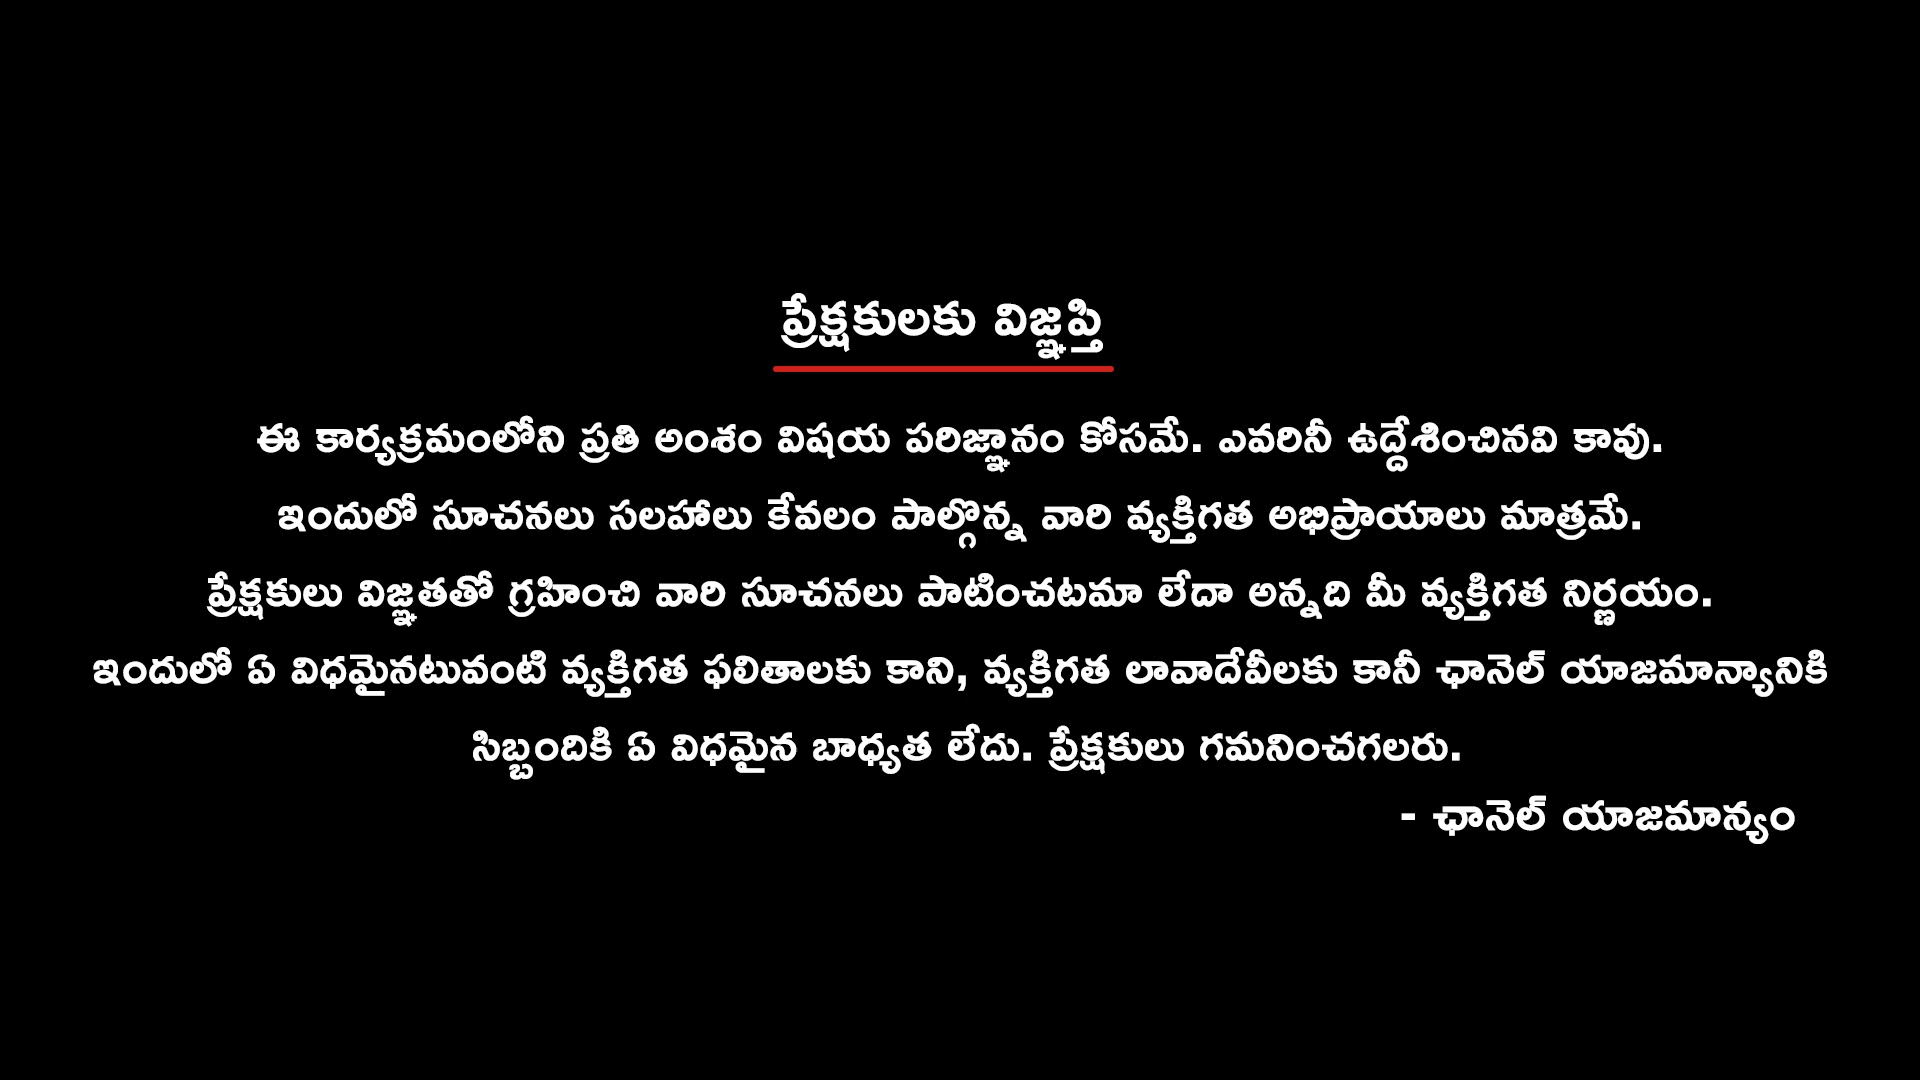 ప్రేక్షకులకు విజ్ఞప్తి
ఈ కార్యక్రమంలోని ప్రతి అంశం విషయ పరిజ్ఞానం కోసమే. ఎవరినీ ఉద్దేశించినవి కావు.
ఇందులో సూచనలు సలహాలు కేవలం పాల్గొన్న వారి వ్యక్తిగత అభిప్రాయాలు మాత్రమే.
ప్రేక్షకులు విజ్ఞతతో గ్రహించి వారి సూచనలు పాటించటమా లేదా అన్నది మీ వ్యక్తిగత నిర్ణయం.
ఇందులో ఏ విధమైనటువంటి వ్యక్తిగత ఫలితాలకు కాని, వ్యక్తిగత లావాదేవీలకు కానీ ఛానెల్ యాజమాన్యానికి
సిబ్బందికి ఏ విధమైన బాధ్యత లేదు. ప్రేక్షకులు గమనించగలరు.
- ఛానెల్ యాజమాన్యం